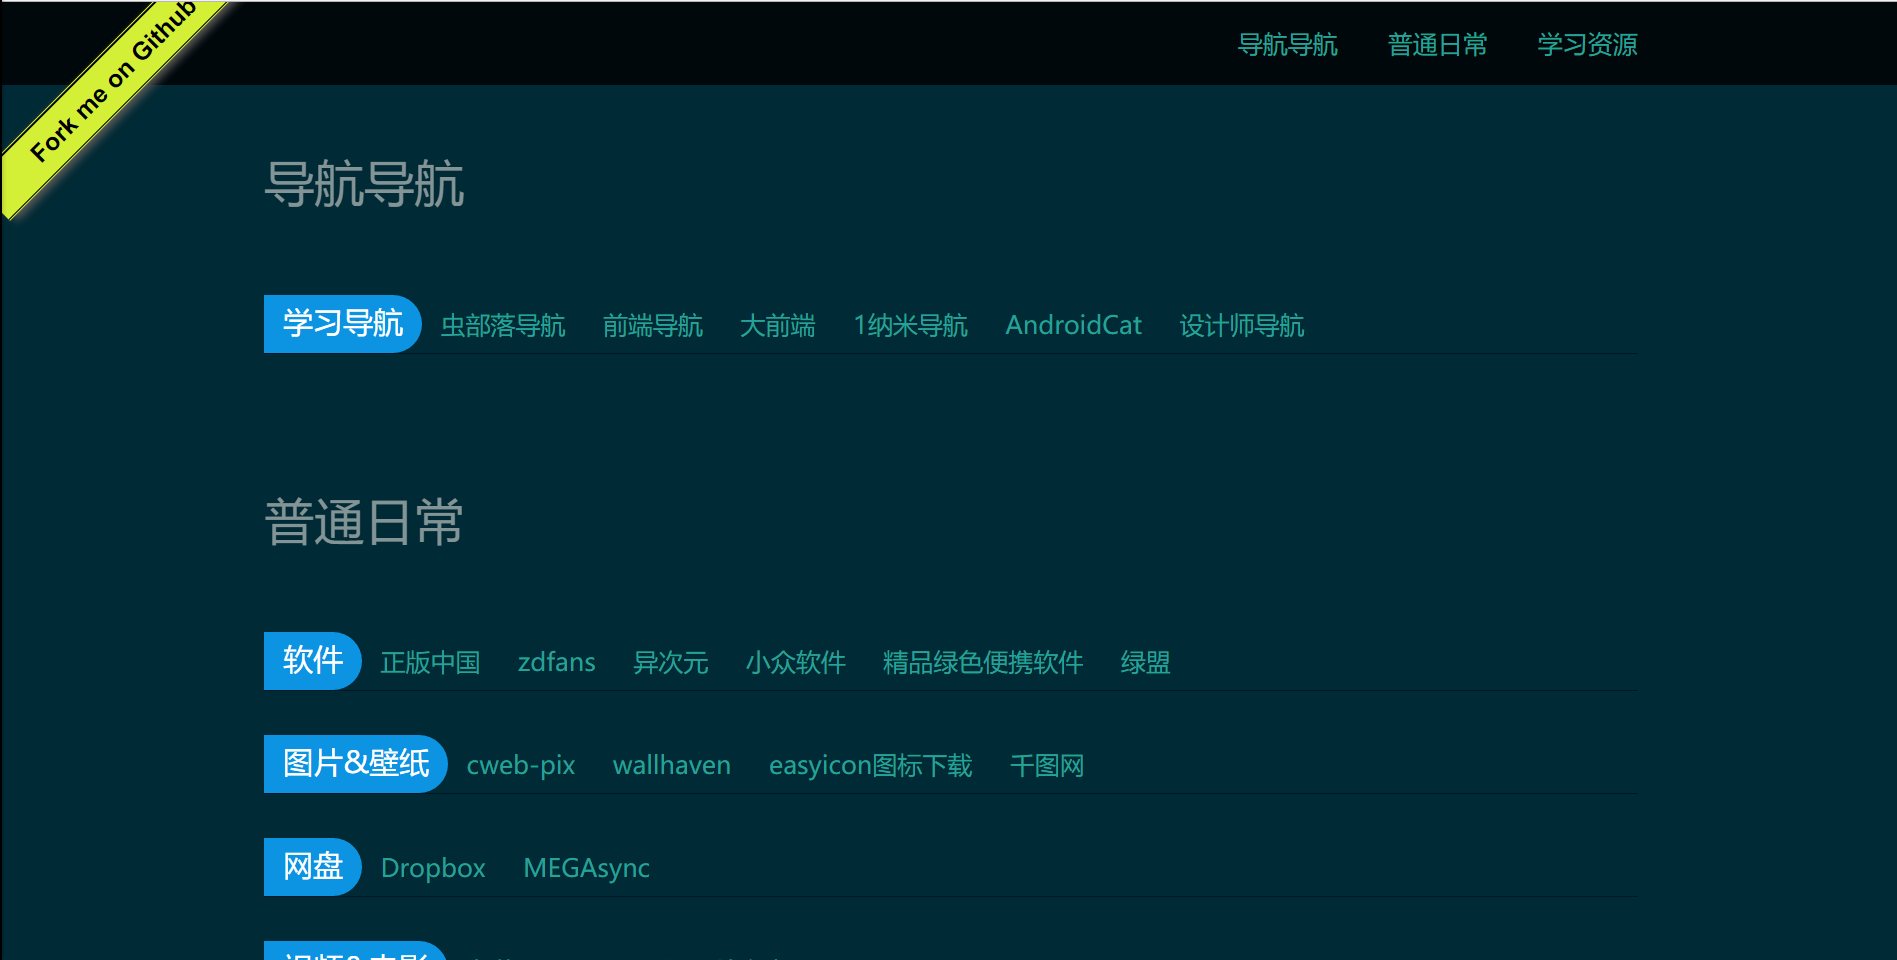 Fork me on Github
导航导航 普通日常 学习资源
导航导航
学习导航 虫部落导航 前端导航 大前端 1纳米导航 AndroidCat 设计师导航
普通日常
软件 正版中国 zdfans 异次元 小众软件 精品绿色便携软件 绿盟
图片&壁纸 cweb-pix wallhaven easyicon图标下载 千图网
网盘 Dropbox MEGAsync